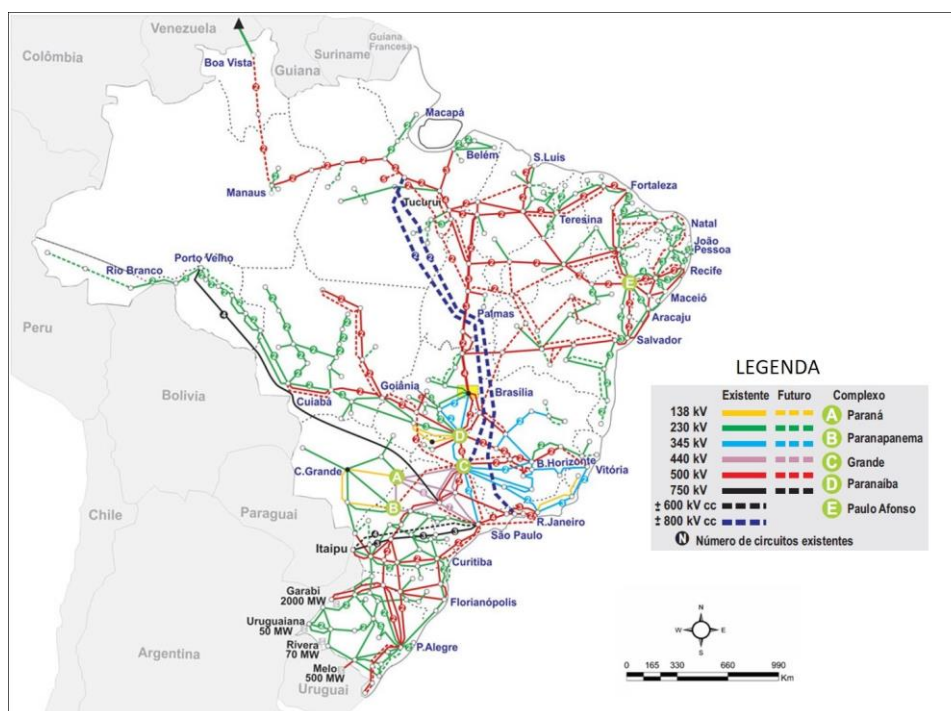 Venezuela
Guiana
Francesa
Colômbia
Suriname
Boa Vista
Guiana
Macapá
Belém
S.Luís
Fortaleza
Manaus
Tucuruí
Teresina
Natal
João
Pessoa
Porto Velho
Rio Branco
Recife
E
Maceió
Palmas
Aracaju
Peru
Salvador
Bolívia
Goiânia
Brasília
Cuiabá
D
C
B.Horizonte
Vitória
C.Grande
A
B
R.Janeiro
Chile
Paraguai
São Paulo
Itaipu
Curitiba
Garabi
2000 MW
Florianópolis
Uruguaiana
50 MW
Rivera
70 MW
P.Alegre
Melo
500 MW
Argentina
Uruguai
LEGENDA
Existente Futuro Complexo
138 kV A Paraná
230 kV B Paranapanema
345 kV
440 kV C Grande
500 kV D Paranaiba
750 kV E Paulo Afonso
± 600 kV cc
± 800 kV cc
N Número de circuitos existentes
N
W E
S
0 165 330 660 990
Km